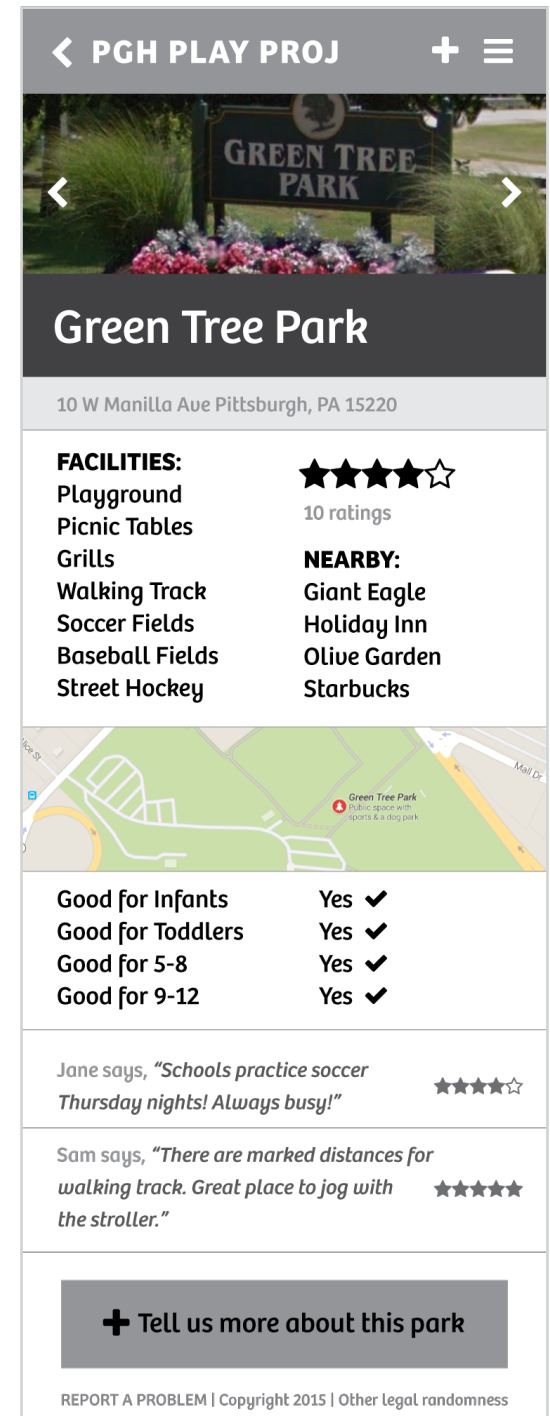 PGH PLAY PROJ
GREEN TREE
PARK
Green Tree Park
10 W Manilla Ave Pittsburgh, PA 15220
FACILITIES:
Playground
Picnic Tables
Grills
Walking Track
Soccer Fields
Baseball Fields
Street Hockey
10 ratings
NEARBY:
Giant Eagle
Holiday Inn
Olive Garden
Starbucks
Mall Dr
Green Tree Park
Public space with
sports & a dog park
Good for Infants Yes
Good for Toddlers Yes
Good for 5-8 Yes
Good for 9-12 Yes
Jane says, “Schools practice soccer
Thursday nights! Always busy!”
Sam says, “There are marked distances for
walking track. Great place to jog with
the stroller.”
Tell us more about this park
REPORT A PROBLEM | Copyright 2015 | Other legal randomness